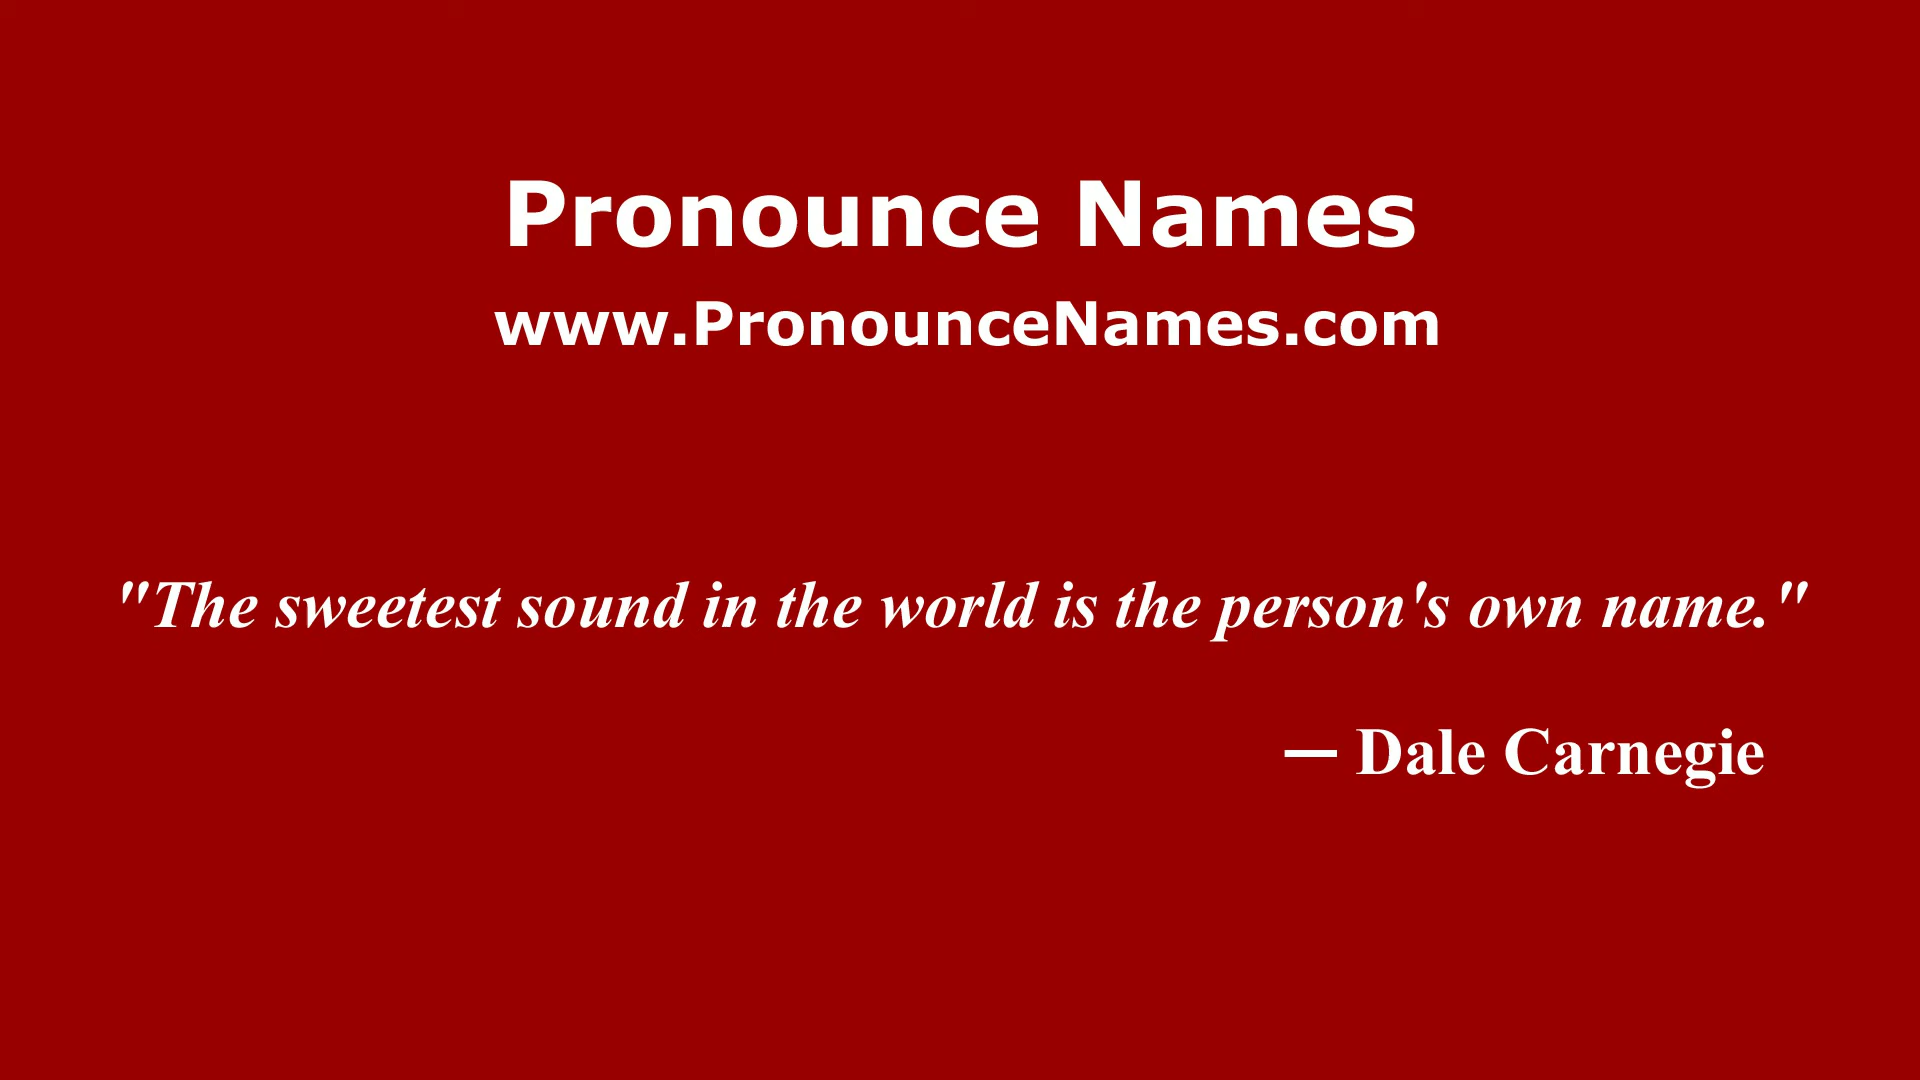 Pronounce Names
www.PronounceNames.com
"The sweetest sound in the world is the person's own name."
— Dale Carnegie